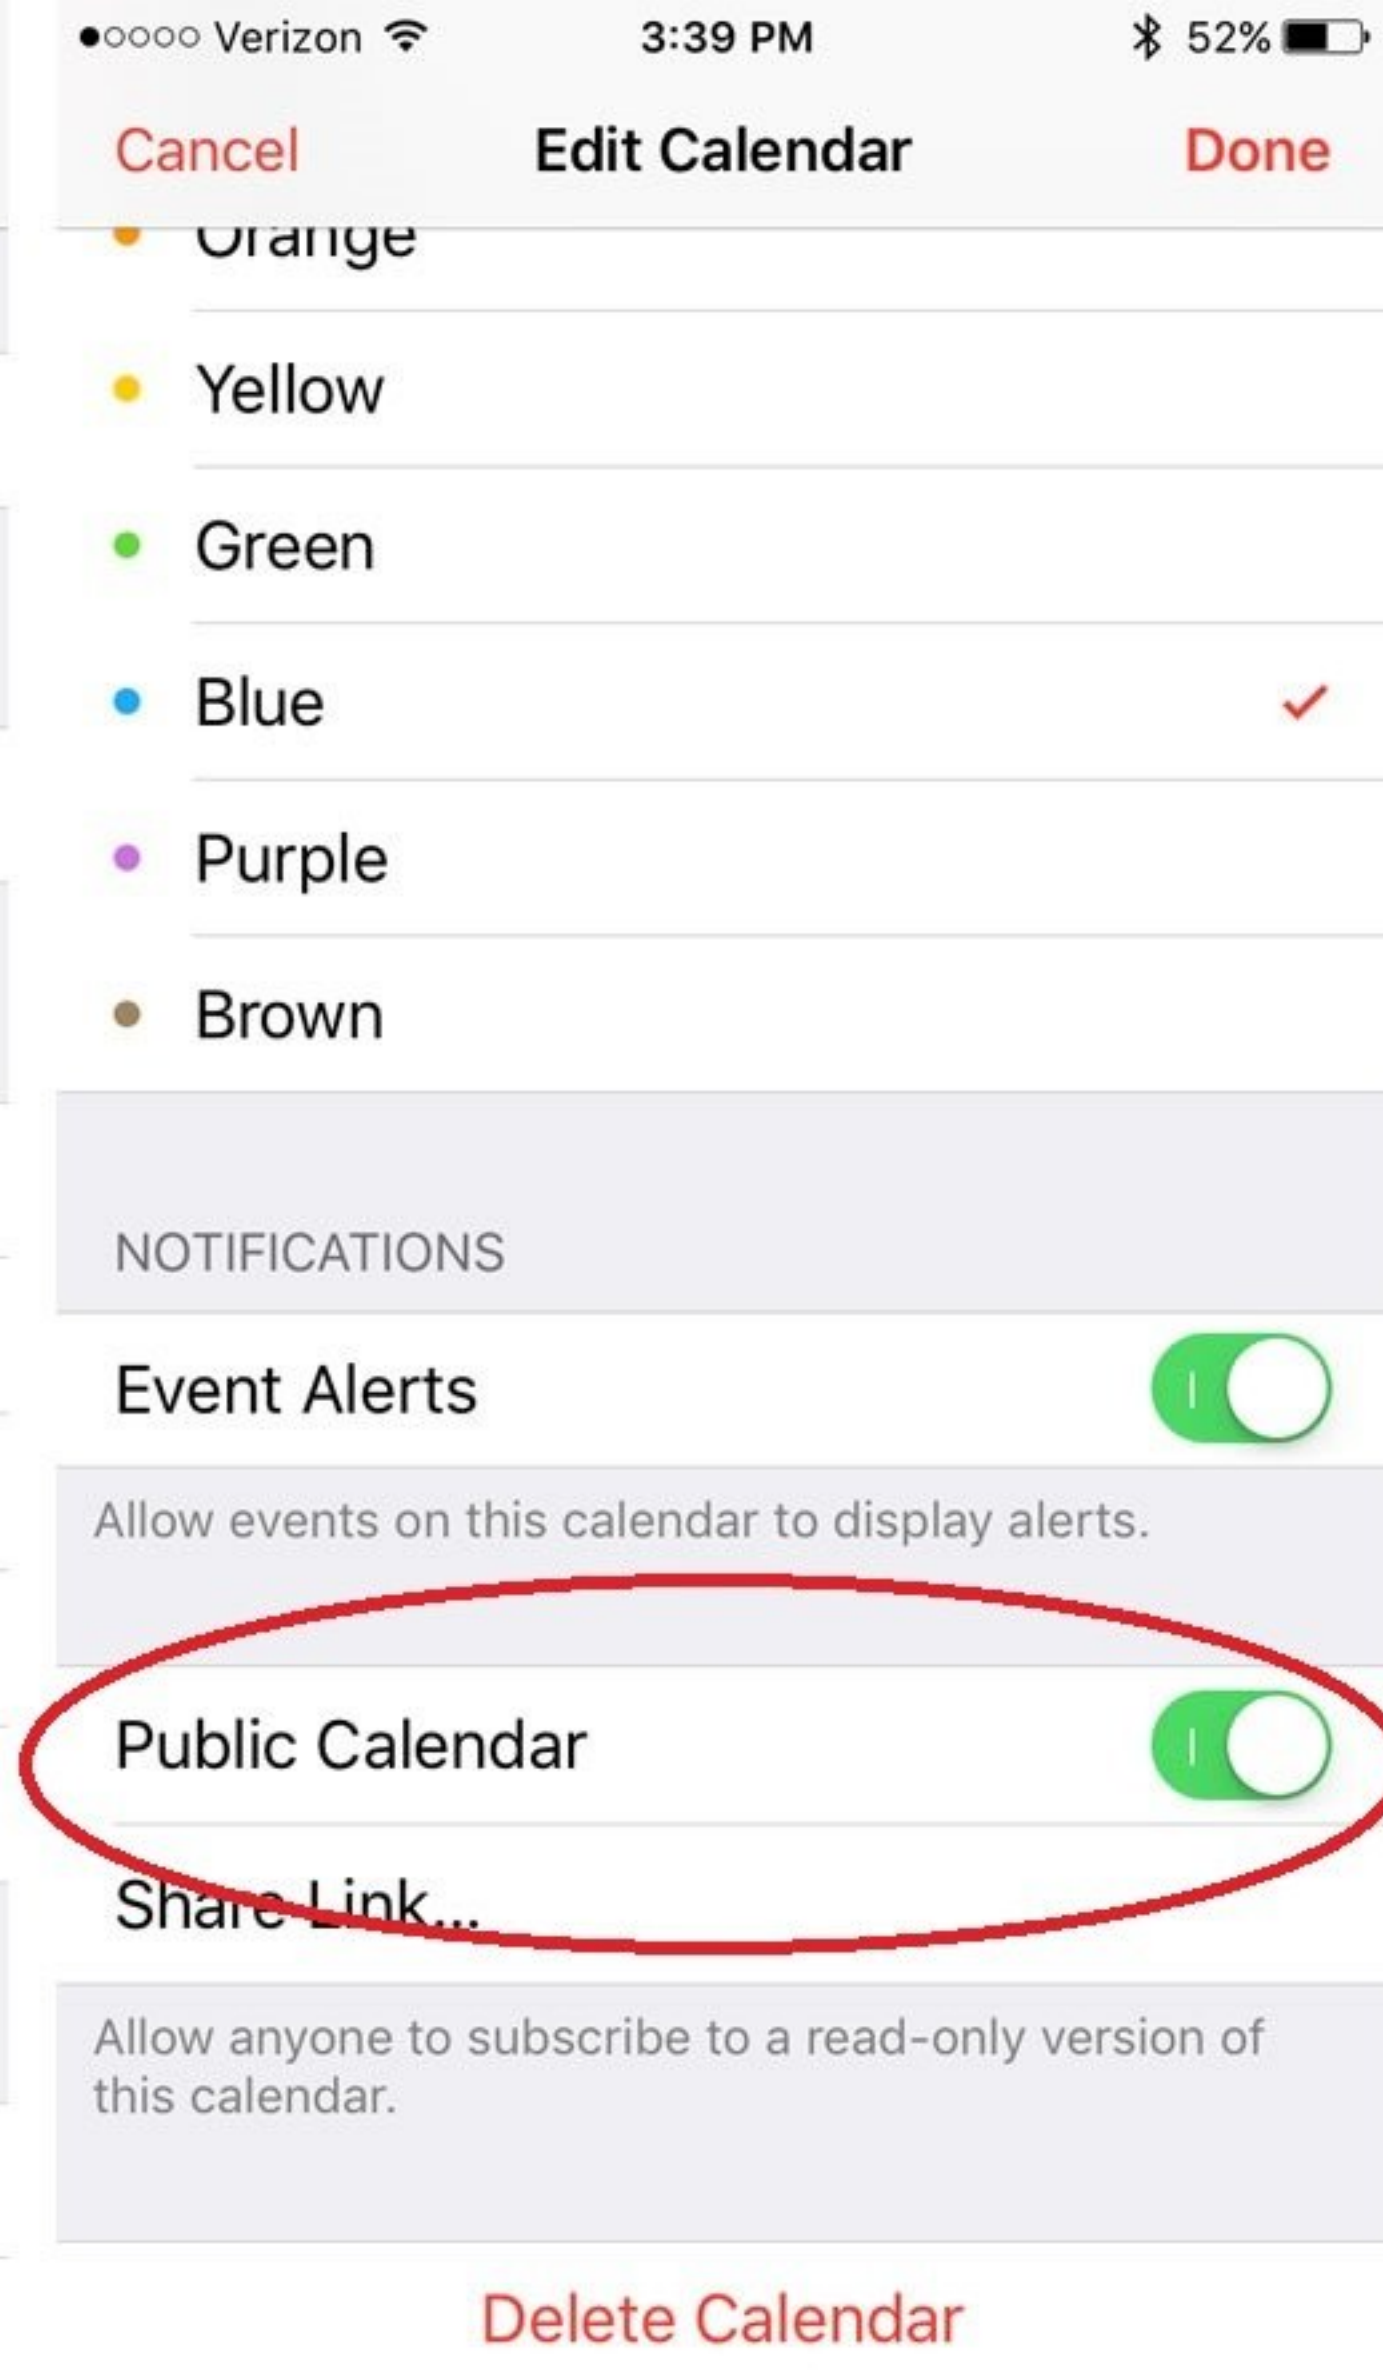 Verizon 3:39 PM 52%
Cancel Edit Calendar Done
Orange
Yellow
Green
Blue
Purple
Brown
NOTIFICATIONS
Event Alerts
Allow events on this calendar to display alerts.
Public Calendar
Share Link...
Allow anyone to subscribe to a read-only version of
this calendar.
Delete Calendar